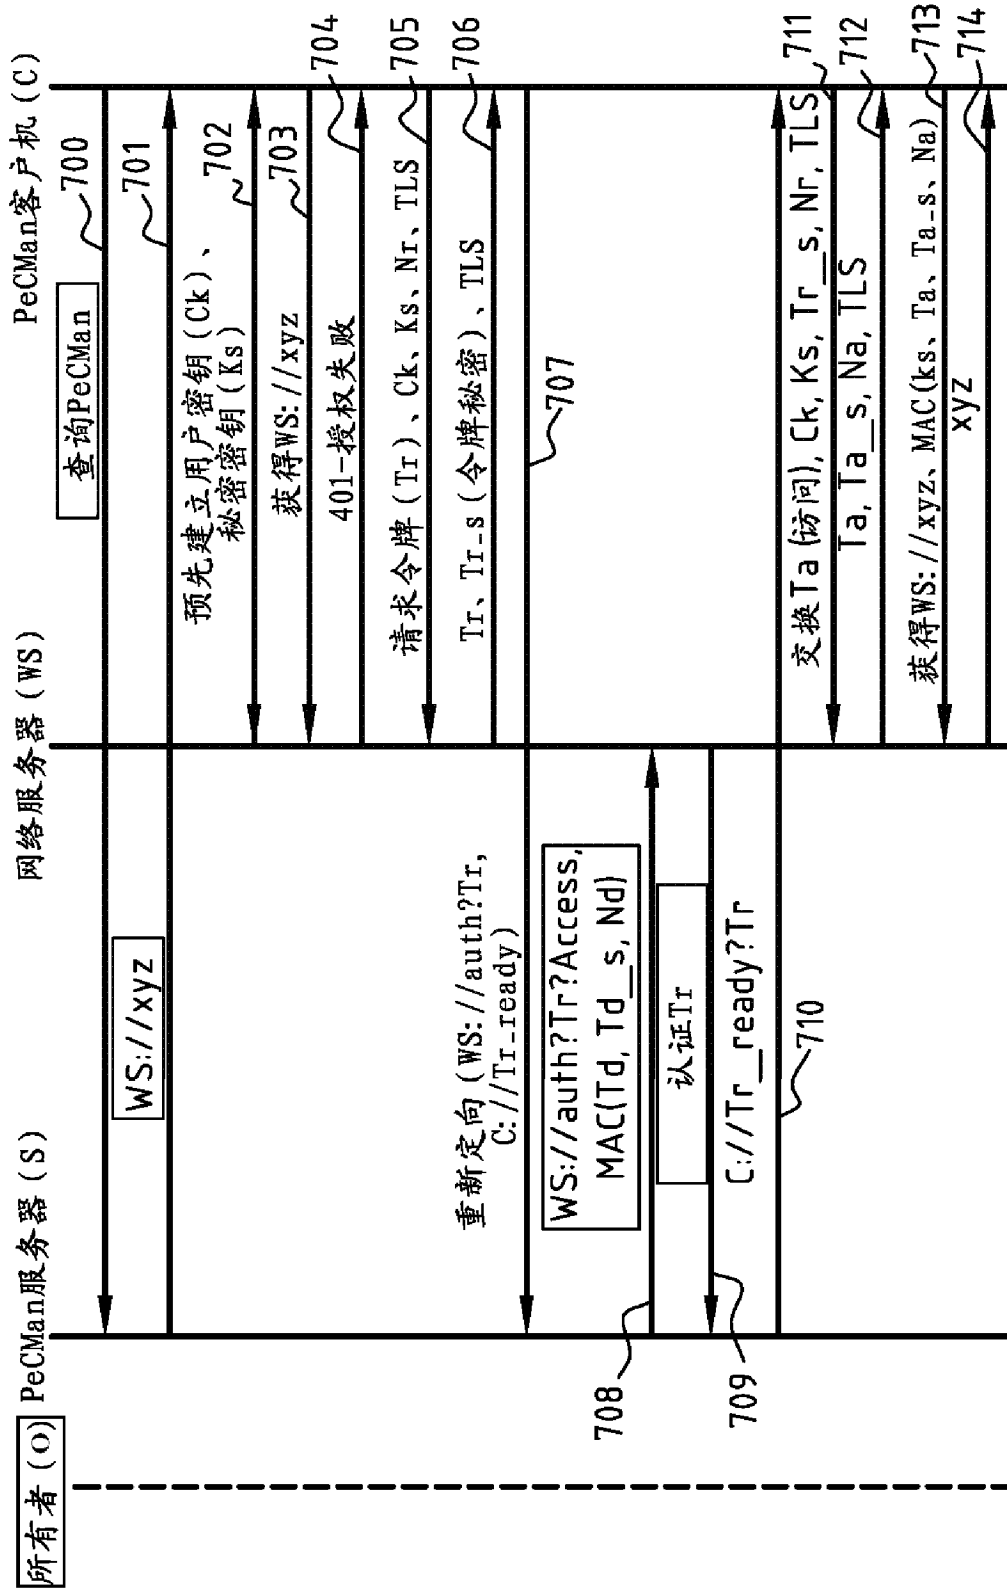 所有者 (O)
PeCMan服务器 (S)
网络服务器 (WS)
PeCMan客户机 (C)
查询PeCMan
700
WS://xyz
701
预先建立用户密钥 (Ck) 、
秘密密钥 (Ks)
702
获得WS://xyz
703
401-授权失败
704
请求令牌 (Tr) 、Ck、Ks、Nr、TLS
705
Tr、Tr_s (令牌秘密) 、TLS
706
重新定向 (WS://auth?Tr,
C://Tr_ready)
707
WS://auth?Tr?Access,
MAC(Td, Td_s, Nd)
708
认证Tr
709
C://Tr_ready?Tr
710
交换Ta (访问), Ck, Ks, Tr_s, Nr, TLS
711
Ta, Ta_s, Na, TLS
712
获得WS://xyz、MAC(ks、Ta、Ta_s、Na)
713
xyz
714